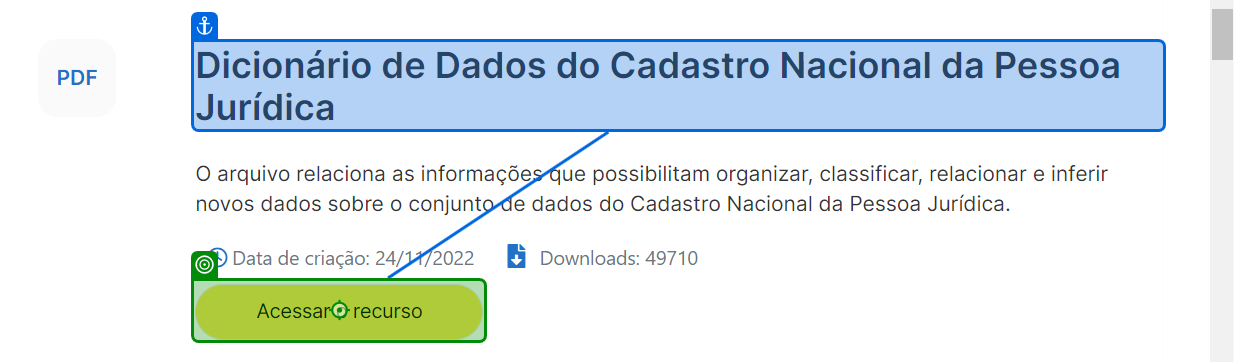 PDF
Dicionário de Dados do Cadastro Nacional da Pessoa
Jurídica
O arquivo relaciona as informações que possibilitam organizar, classificar, relacionar e inferir
novos dados sobre o conjunto de dados do Cadastro Nacional da Pessoa Jurídica.
Data de criação: 24/11/2022 Downloads: 49710
Acessar recurso